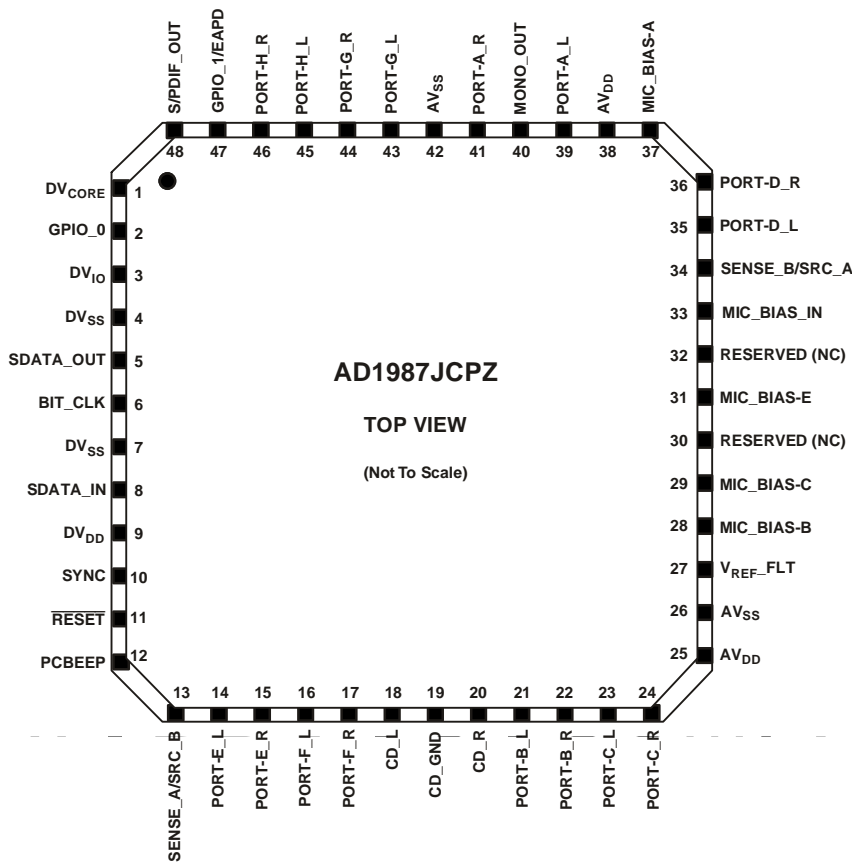 S/PDIF_OUT
GPIO_1/EAPD
PORT-H_R
PORT-H_L
PORT-G_R
PORT-G_L
AVSS
PORT-A_R
MONO_OUT
PORT-A_L
AVDD
MIC_BIAS-A
48 47 46 45 44 43 42 41 40 39 38 37
DVCORE 1
GPIO_0 2
DVIO 3
DVSS 4
SDATA_OUT 5
BIT_CLK 6
DVSS 7
SDATA_IN 8
DVDD 9
SYNC 10
RESET 11
PCBEEP 12
AD1987JCPZ
TOP VIEW
(Not To Scale)
36 PORT-D_R
35 PORT-D_L
34 SENSE_B/SRC_A
33 MIC_BIAS_IN
32 RESERVED (NC)
31 MIC_BIAS-E
30 RESERVED (NC)
29 MIC_BIAS-C
28 MIC_BIAS-B
27 VREF_FLT
26 AVSS
25 AVDD
13 14 15 16 17 18 19 20 21 22 23 24
SENSE_A/SRC_B
PORT-E_L
PORT-E_R
PORT-F_L
PORT-F_R
CD_L
CD_GND
CD_R
PORT-B_L
PORT-B_R
PORT-C_L
PORT-C_R